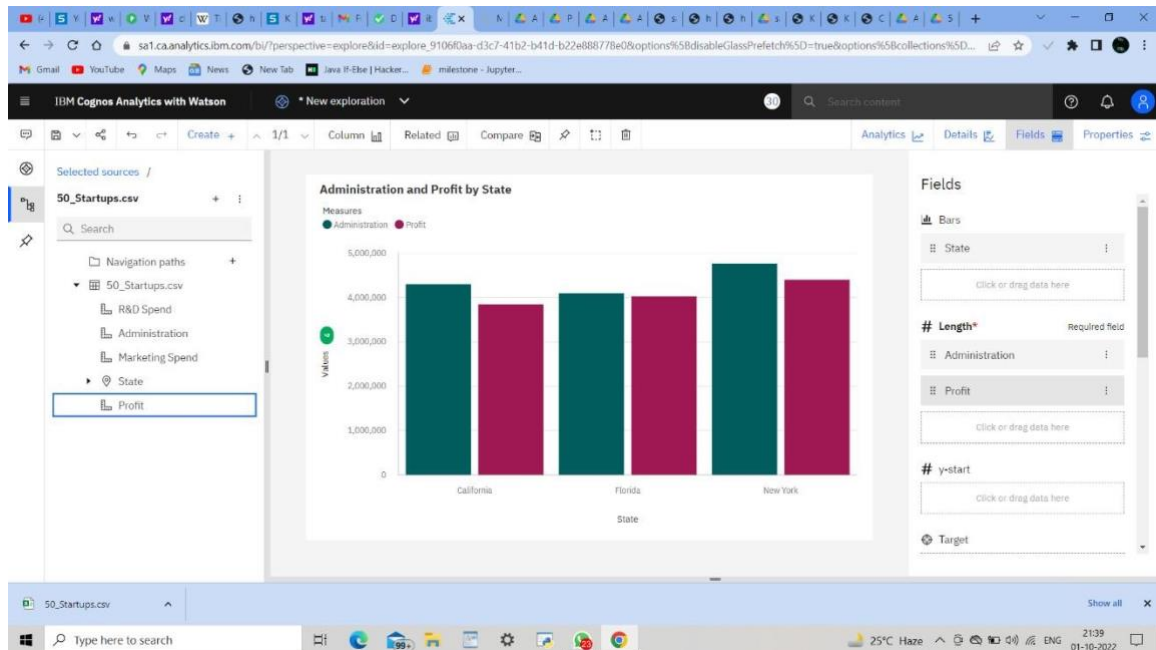 sa1.ca.analytics.ibm.com/bi/?perspective=explore&id=explore_9106f0aa-d3c7-41b2-b41d-b22e888778e0&options%5BdisableGlassPrefetch%5D=true&options%5Bcollections%5D...
Gmail YouTube Maps News New Tab Java If-Else | Hacker... milestone - Jupyter...
IBM Cognos Analytics with Watson * New exploration 30 Search content
Create + 1/1 Column Related Compare Analytics Details Fields Properties
Selected sources /
50_Startups.csv
Search
Navigation paths
50_Startups.csv
R&D Spend
Administration
Marketing Spend
State
Profit
Administration and Profit by State
Measures
Administration Profit
5,000,000
4,000,000
3,000,000
2,000,000
1,000,000
0
Values
California Florida New York
State
Fields
Bars
State
Click or drag data here
# Length* Required field
Administration
Profit
Click or drag data here
# y-start
Click or drag data here
Target
50_Startups.csv Show all
Type here to search 99+ 25°C Haze ENG 21:39
01-10-2022